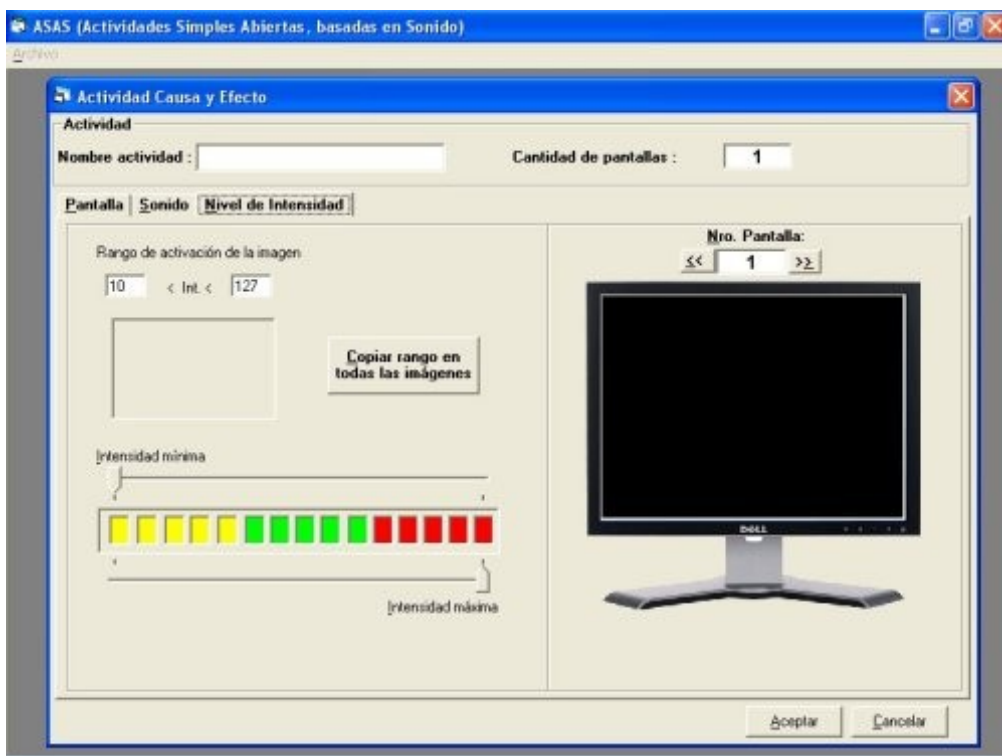 ASAS (Actividades Simples Abiertas, basadas en Sonido)
Archivo
Actividad Causa y Efecto
Actividad
Nombre actividad :
Cantidad de pantallas : 1
Pantalla Sonido Nivel de Intensidad
Rango de activación de la imagen
10 < Int. < 127
Copiar rango en
todas las imágenes
Intensidad mínima
Intensidad máxima
Nro. Pantalla:
<< 1 >>
DELL
Aceptar Cancelar